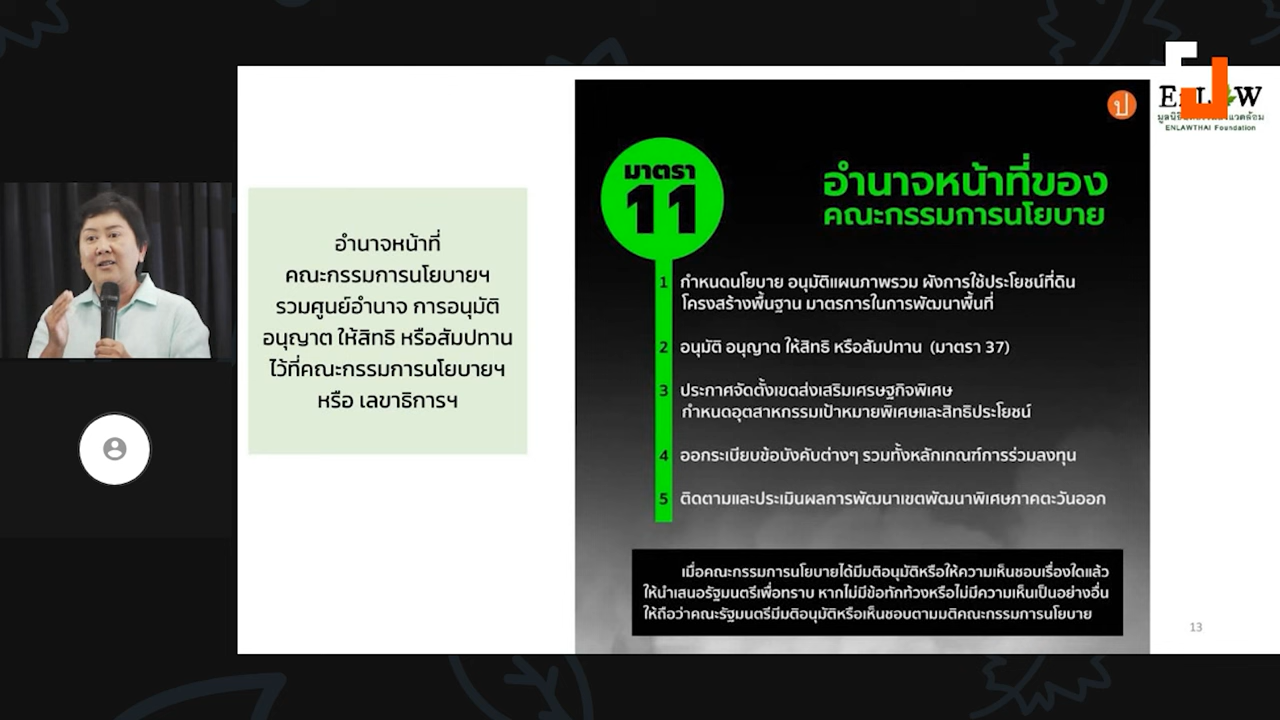 อำนาจหน้าที่
คณะกรรมการนโยบายฯ
รวมศูนย์อำนาจ การอนุมัติ
อนุญาต ให้สิทธิ หรือสัมปทาน
ไว้ที่คณะกรรมการนโยบายฯ
หรือ เลขาธิการฯ
ป
มาตรา
11
อำนาจหน้าที่ของ
คณะกรรมการนโยบาย
1 กำหนดนโยบาย อนุมัติแผนภาพรวม ผังการใช้ประโยชน์ที่ดิน
โครงสร้างพื้นฐาน มาตรการในการพัฒนาพื้นที่
2 อนุมัติ อนุญาต ให้สิทธิ หรือสัมปทาน (มาตรา 37)
3 ประกาศจัดตั้งเขตส่งเสริมเศรษฐกิจพิเศษ
กำหนดอุตสาหกรรมเป้าหมายพิเศษและสิทธิประโยชน์
4 ออกระเบียบข้อบังคับต่างๆ รวมทั้งหลักเกณฑ์การร่วมลงทุน
5 ติดตามและประเมินผลการพัฒนาเขตพัฒนาพิเศษภาคตะวันออก
เมื่อคณะกรรมการนโยบายได้มีมติอนุมัติหรือให้ความเห็นชอบเรื่องใดแล้ว
ให้นำเสนอรัฐมนตรีเพื่อทราบ หากไม่มีข้อทักท้วงหรือไม่มีความเห็นเป็นอย่างอื่น
ให้ถือว่าคณะรัฐมนตรีมีมติอนุมัติหรือเห็นชอบตามมติคณะกรรมการนโยบาย
ENLAWTHAI Foundation
13